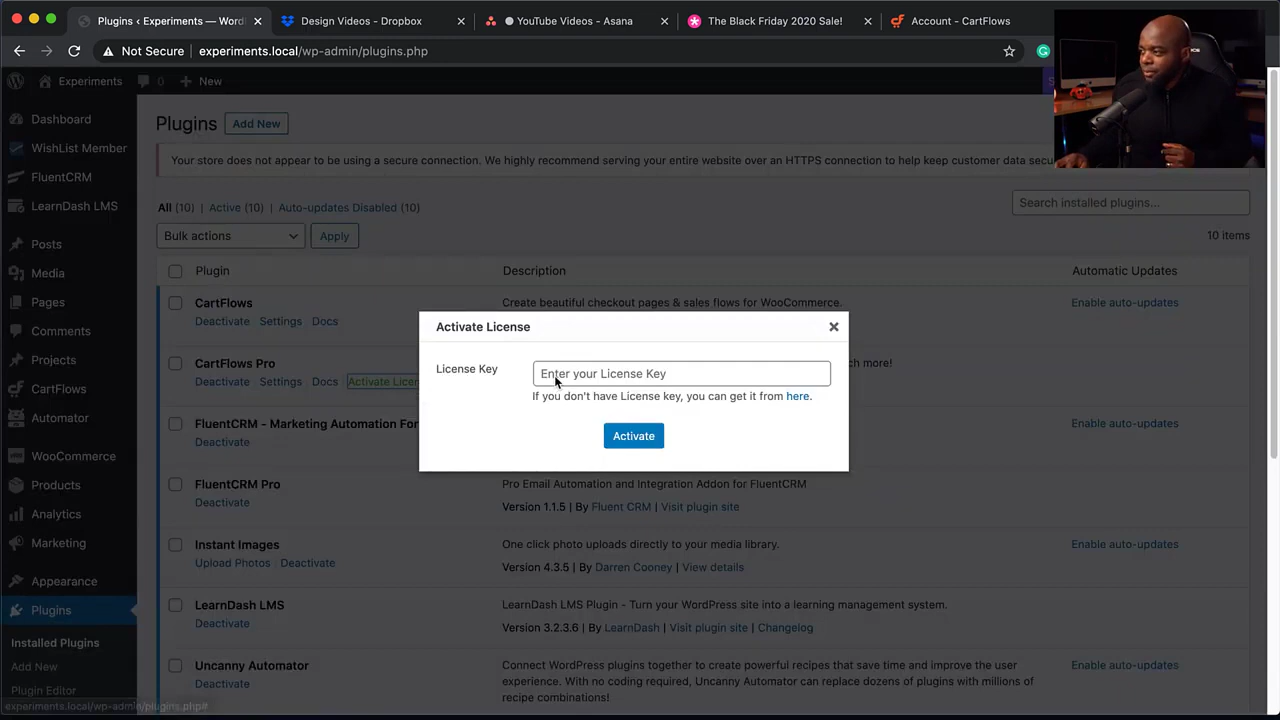 Plugins ‹ Experiments — Word
Design Videos - Dropbox
YouTube Videos - Asana
The Black Friday 2020 Sale!
Account - CartFlows
Not Secure
experiments.local/wp-admin/plugins.php
Experiments
0
New
Dashboard
WishList Member
FluentCRM
LearnDash LMS
Posts
Media
Pages
Comments
Projects
CartFlows
Automator
WooCommerce
Products
Analytics
Marketing
Appearance
Plugins
Installed Plugins
Add New
Plugin Editor
experiments.local/wp-admin/plugins.php#
Plugins
Add New
Your store does not appear to be using a secure connection. We highly recommend serving your entire website over an HTTPS connection to help keep customer data secu
All (10) | Active (10) | Auto-updates Disabled (10)
Search installed plugins...
Bulk actions
Apply
10 items
Plugin
Description
Automatic Updates
CartFlows
Create beautiful checkout pages & sales flows for WooCommerce.
Enable auto-updates
Deactivate | Settings | Docs
CartFlows Pro
ch more!
Deactivate | Settings | Docs | Activate Licen
Activate License
License Key
Enter your License Key
If you don't have License key, you can get it from here.
Activate
FluentCRM - Marketing Automation For
Enable auto-updates
Deactivate
FluentCRM Pro
Pro Email Automation and Integration Addon for FluentCRM
Deactivate
Version 1.1.5 | By Fluent CRM | Visit plugin site
Instant Images
One click photo uploads directly to your media library.
Enable auto-updates
Upload Photos | Deactivate
Version 4.3.5 | By Darren Cooney | View details
LearnDash LMS
LearnDash LMS Plugin - Turn your WordPress site into a learning management system.
Deactivate
Version 3.2.3.6 | By LearnDash | Visit plugin site | Changelog
Uncanny Automator
Connect WordPress plugins together to create powerful recipes that save time and improve the user
experience. With no coding required, Uncanny Automator can replace dozens of plugins with millions of
recipe combinations!
Enable auto-updates
Deactivate